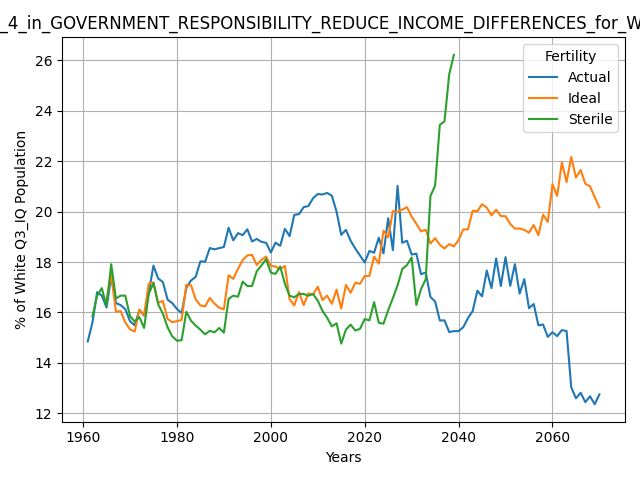 _4_in_GOVERNMENT_RESPONSIBILITY_REDUCE_INCOME_DIFFERENCES_for_W
Fertility
Actual
Ideal
Sterile
% of White Q3_IQ Population
26
24
22
20
18
16
14
12
1960
1980
2000
2020
2040
2060
Years